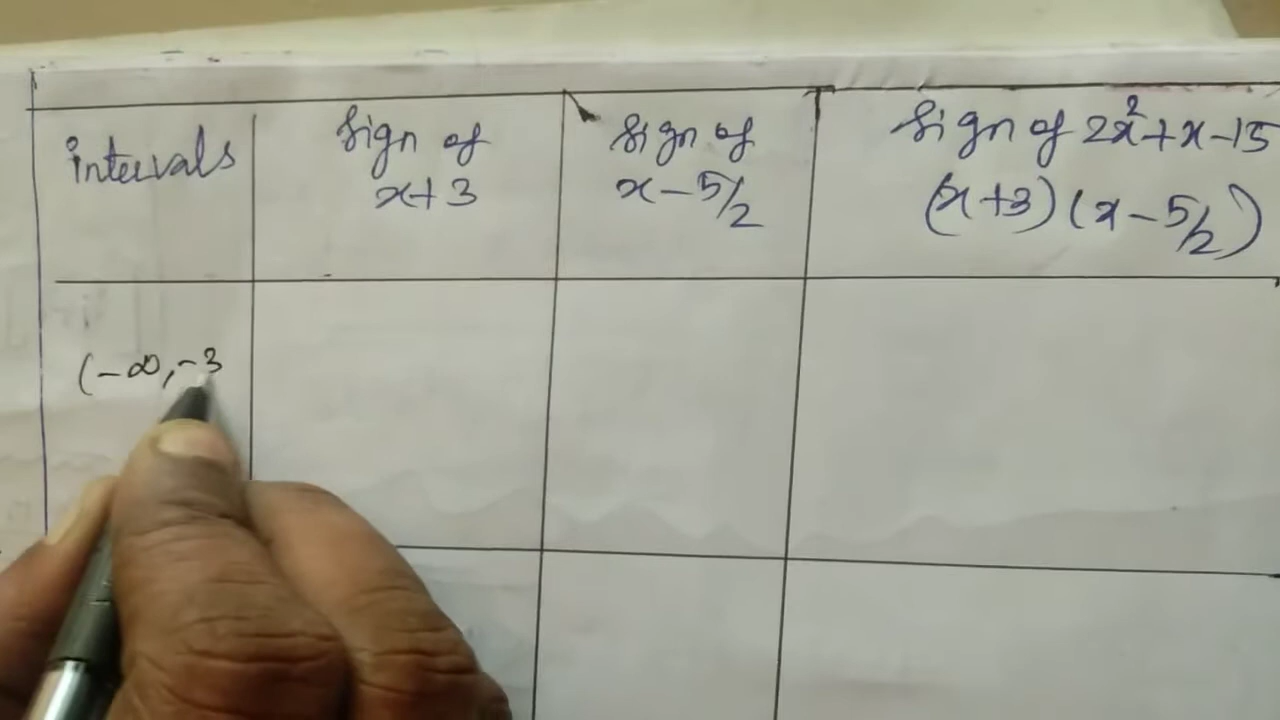 intervals
Sign of
x+3
Sign of
x-5/2
Sign of 2x²+x-15
(x+3)(x-5/2)
(-∞,-3